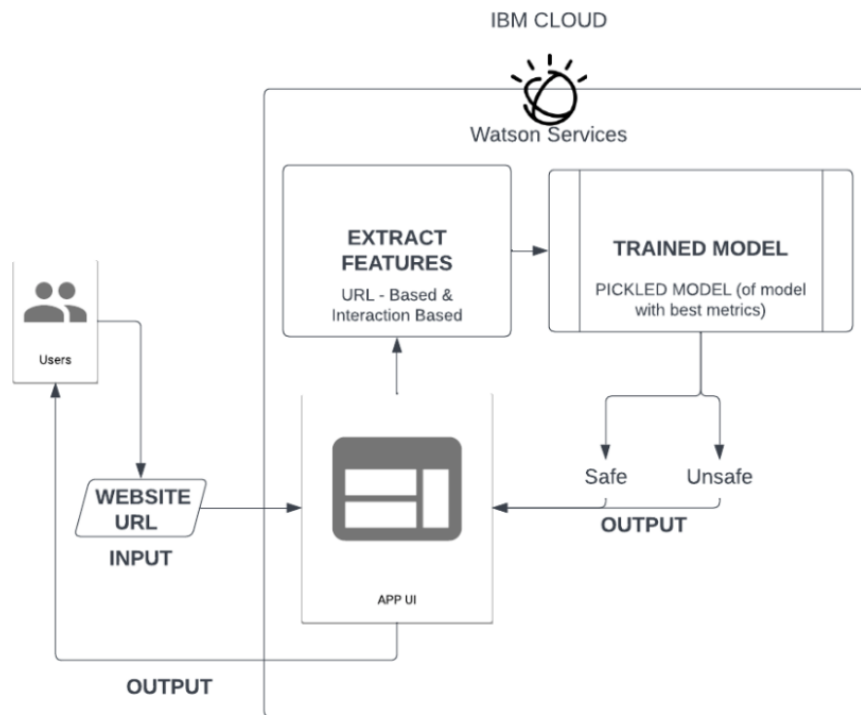 IBM CLOUD
Watson Services
EXTRACT
FEATURES
URL - Based &
Interaction Based
TRAINED MODEL
PICKLED MODEL (of model
with best metrics)
Users
Safe
Unsafe
WEBSITE
URL
INPUT
OUTPUT
APP UI
OUTPUT